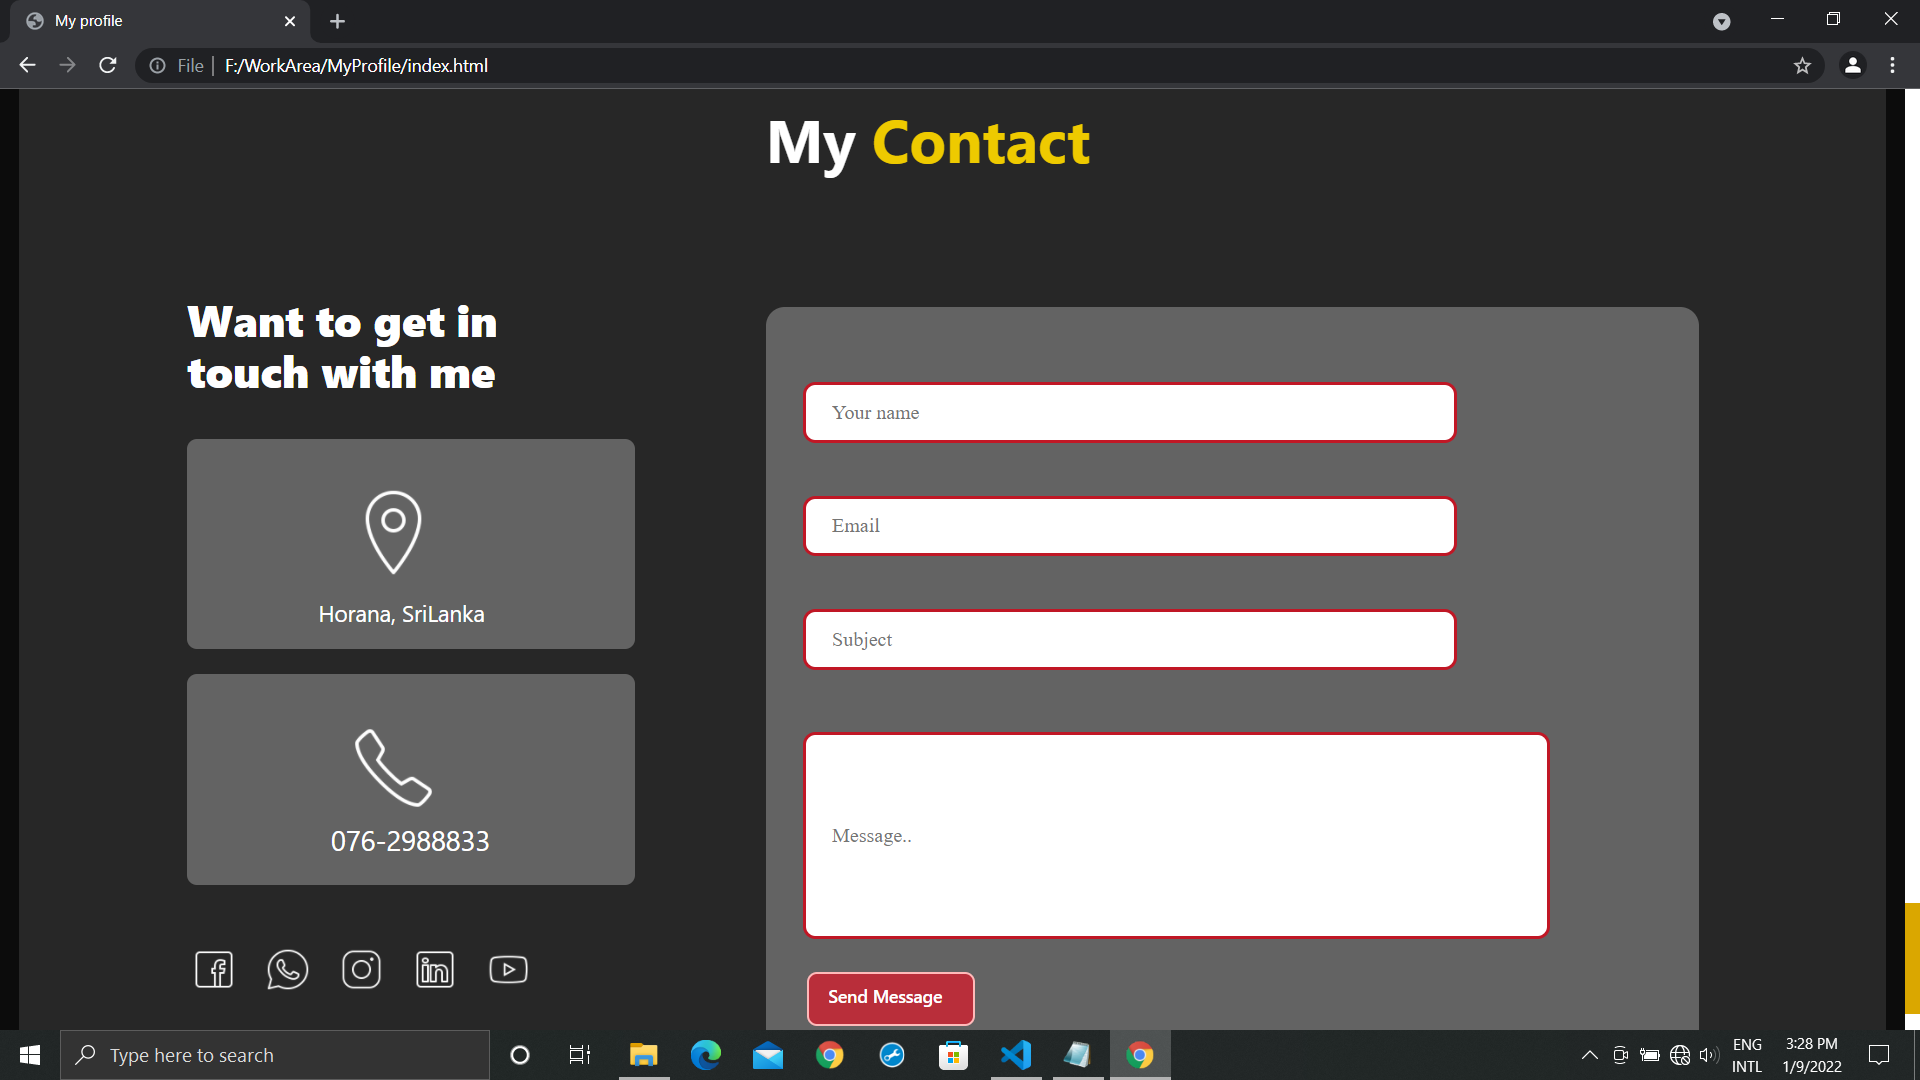 My profile
File | F:/WorkArea/MyProfile/index.html
My Contact
Want to get in
touch with me
Horana, SriLanka
076-2988833
Your name
Email
Subject
Message..
Send Message
Type here to search
ENG
INTL
3:28 PM
1/9/2022